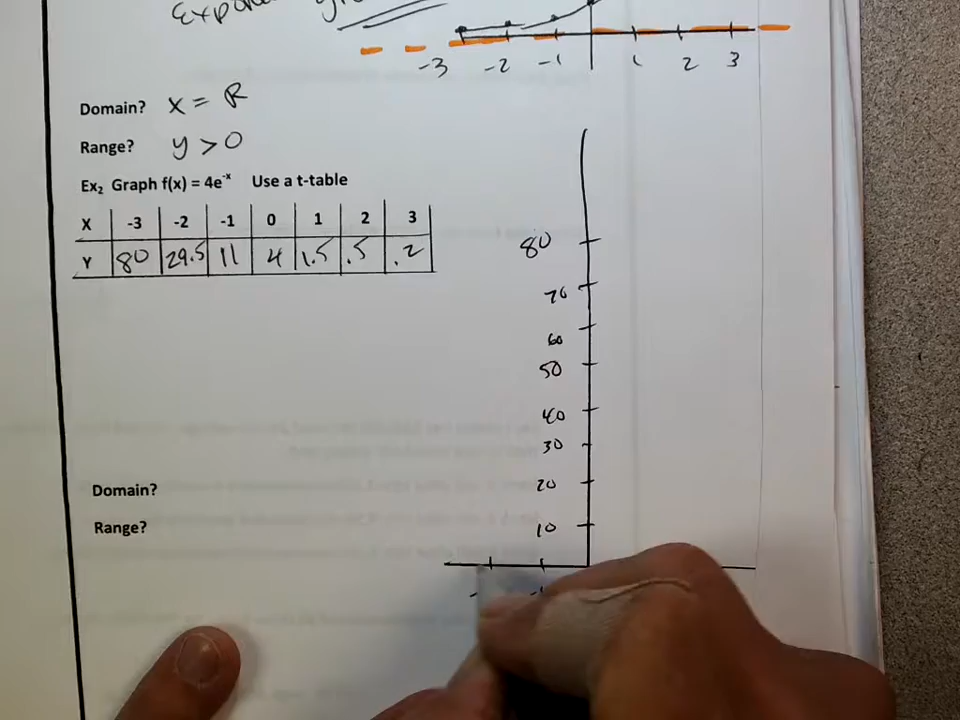 -3 -2 -1 1 2 3
Domain? x = R
Range? y > 0
Ex₂ Graph f(x) = 4e⁻ˣ Use a t-table
X -3 -2 -1 0 1 2 3
Y 80 29.5 11 4 1.5 .5 .2
80
70
60
50
40
30
20
10
Domain?
Range?